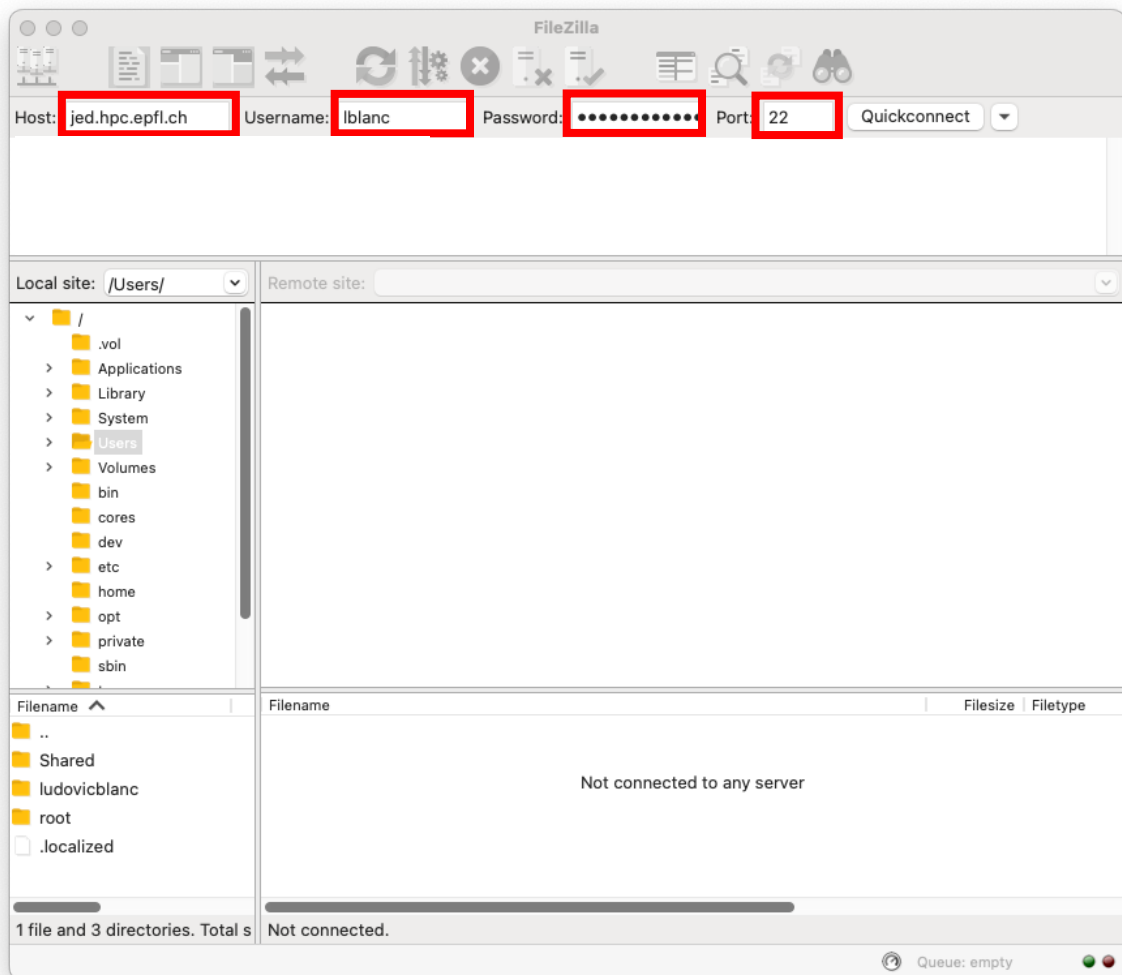 FileZilla
Host: jed.hpc.epfl.ch Username: lblanc Password: •••••••••••• Port: 22 Quickconnect
Local site: /Users/ Remote site:
/
.vol
Applications
Library
System
Users
Volumes
bin
cores
dev
etc
home
opt
private
sbin
Filename Filename Filesize Filetype
..
Shared
ludovicblanc
root
.localized
Not connected to any server
1 file and 3 directories. Total s Not connected.
Queue: empty